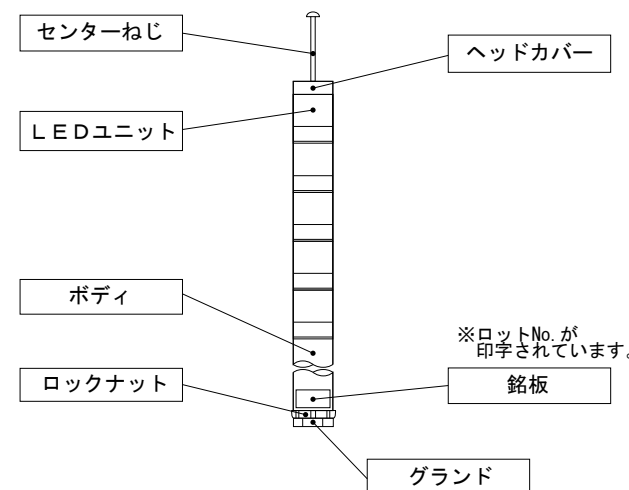 センターねじ
ヘッドカバー
ＬＥＤユニット
ボディ
※ロットNo.が
印字されています。
ロックナット
銘板
グランド